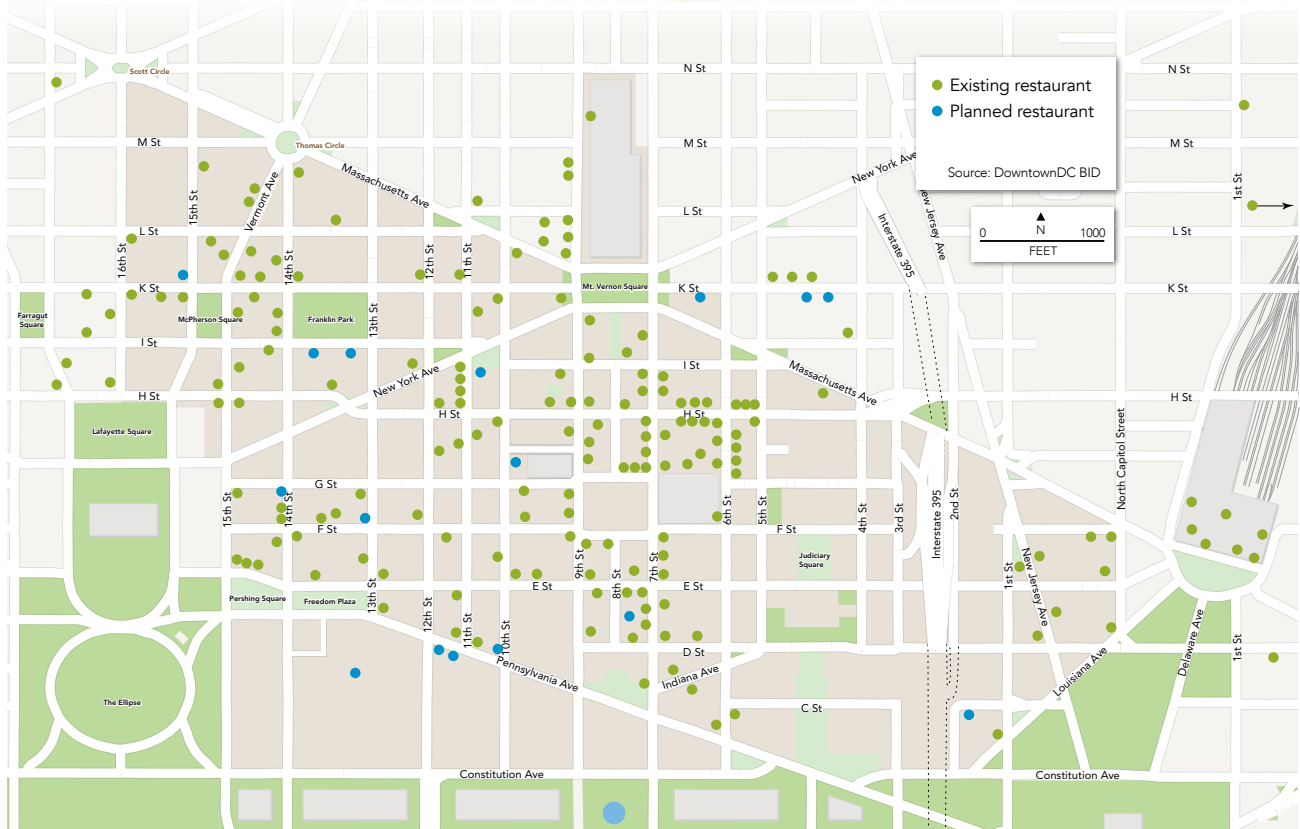 N St
N St
Scott Circle
Existing restaurant
Planned restaurant
Source: DowntownDC BID
M St
Thomas Circle
M St
M St
Massachusetts Ave
New York Ave
15th St
Vermont Ave
L St
New Jersey Ave
1st St
0
N
1000
FEET
L St
L St
16th St
14th St
12th St
11th St
Interstate 395
K St
Mt. Vernon Square
K St
K St
Farragut
Square
McPherson Square
Franklin Park
13th St
I St
I St
New York Ave
Massachusetts Ave
H St
H St
H St
H St
Lafayette Square
North Capitol Street
G St
15th St
14th St
F St
6th St
5th St
F St
4th St
3rd St
Interstate 395
2nd St
9th St
8th St
7th St
Judiciary
Square
1st St
New Jersey Ave
E St
E St
Pershing Square
Freedom Plaza
13th St
12th St
11th St
10th St
D St
Pennsylvania Ave
Indiana Ave
Louisiana Ave
Delaware Ave
1st St
The Ellipse
C St
Constitution Ave
Constitution Ave